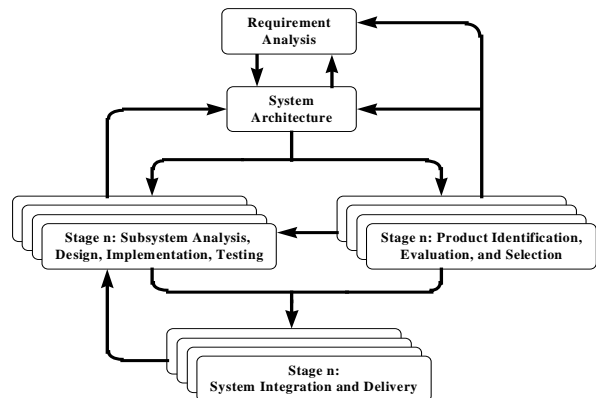 Requirement
Analysis
System
Architecture
Stage n: Subsystem Analysis,
Design, Implementation, Testing
Stage n: Product Identification,
Evaluation, and Selection
Stage n:
System Integration and Delivery